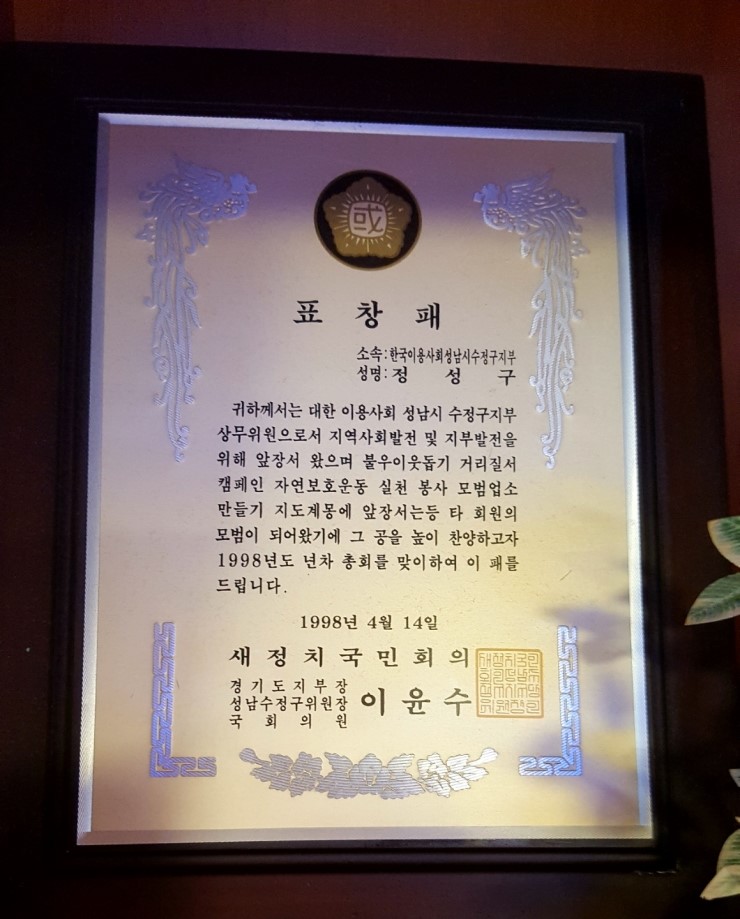 國
표 창 패
소속:한국이용사회성남시수정구지부
성명:정 성 구
귀하께서는 대한 이용사회 성남시 수정구지부
상무위원으로서 지역사회발전 및 지부발전을
위해 앞장서 왔으며 불우이웃돕기 거리질서
캠페인 자연보호운동 실천 봉사 모범업소
만들기 지도계몽에 앞장서는등 타 회원의
모범이 되어왔기에 그 공을 높이 찬양하고자
1998년도 년차 총회를 맞이하여 이 패를
드립니다.
1998년 4월 14일
새 정 치 국 민 회 의
경 기 도 지 부 장
성남수정구위원장
국 회 의 원
이 윤 수